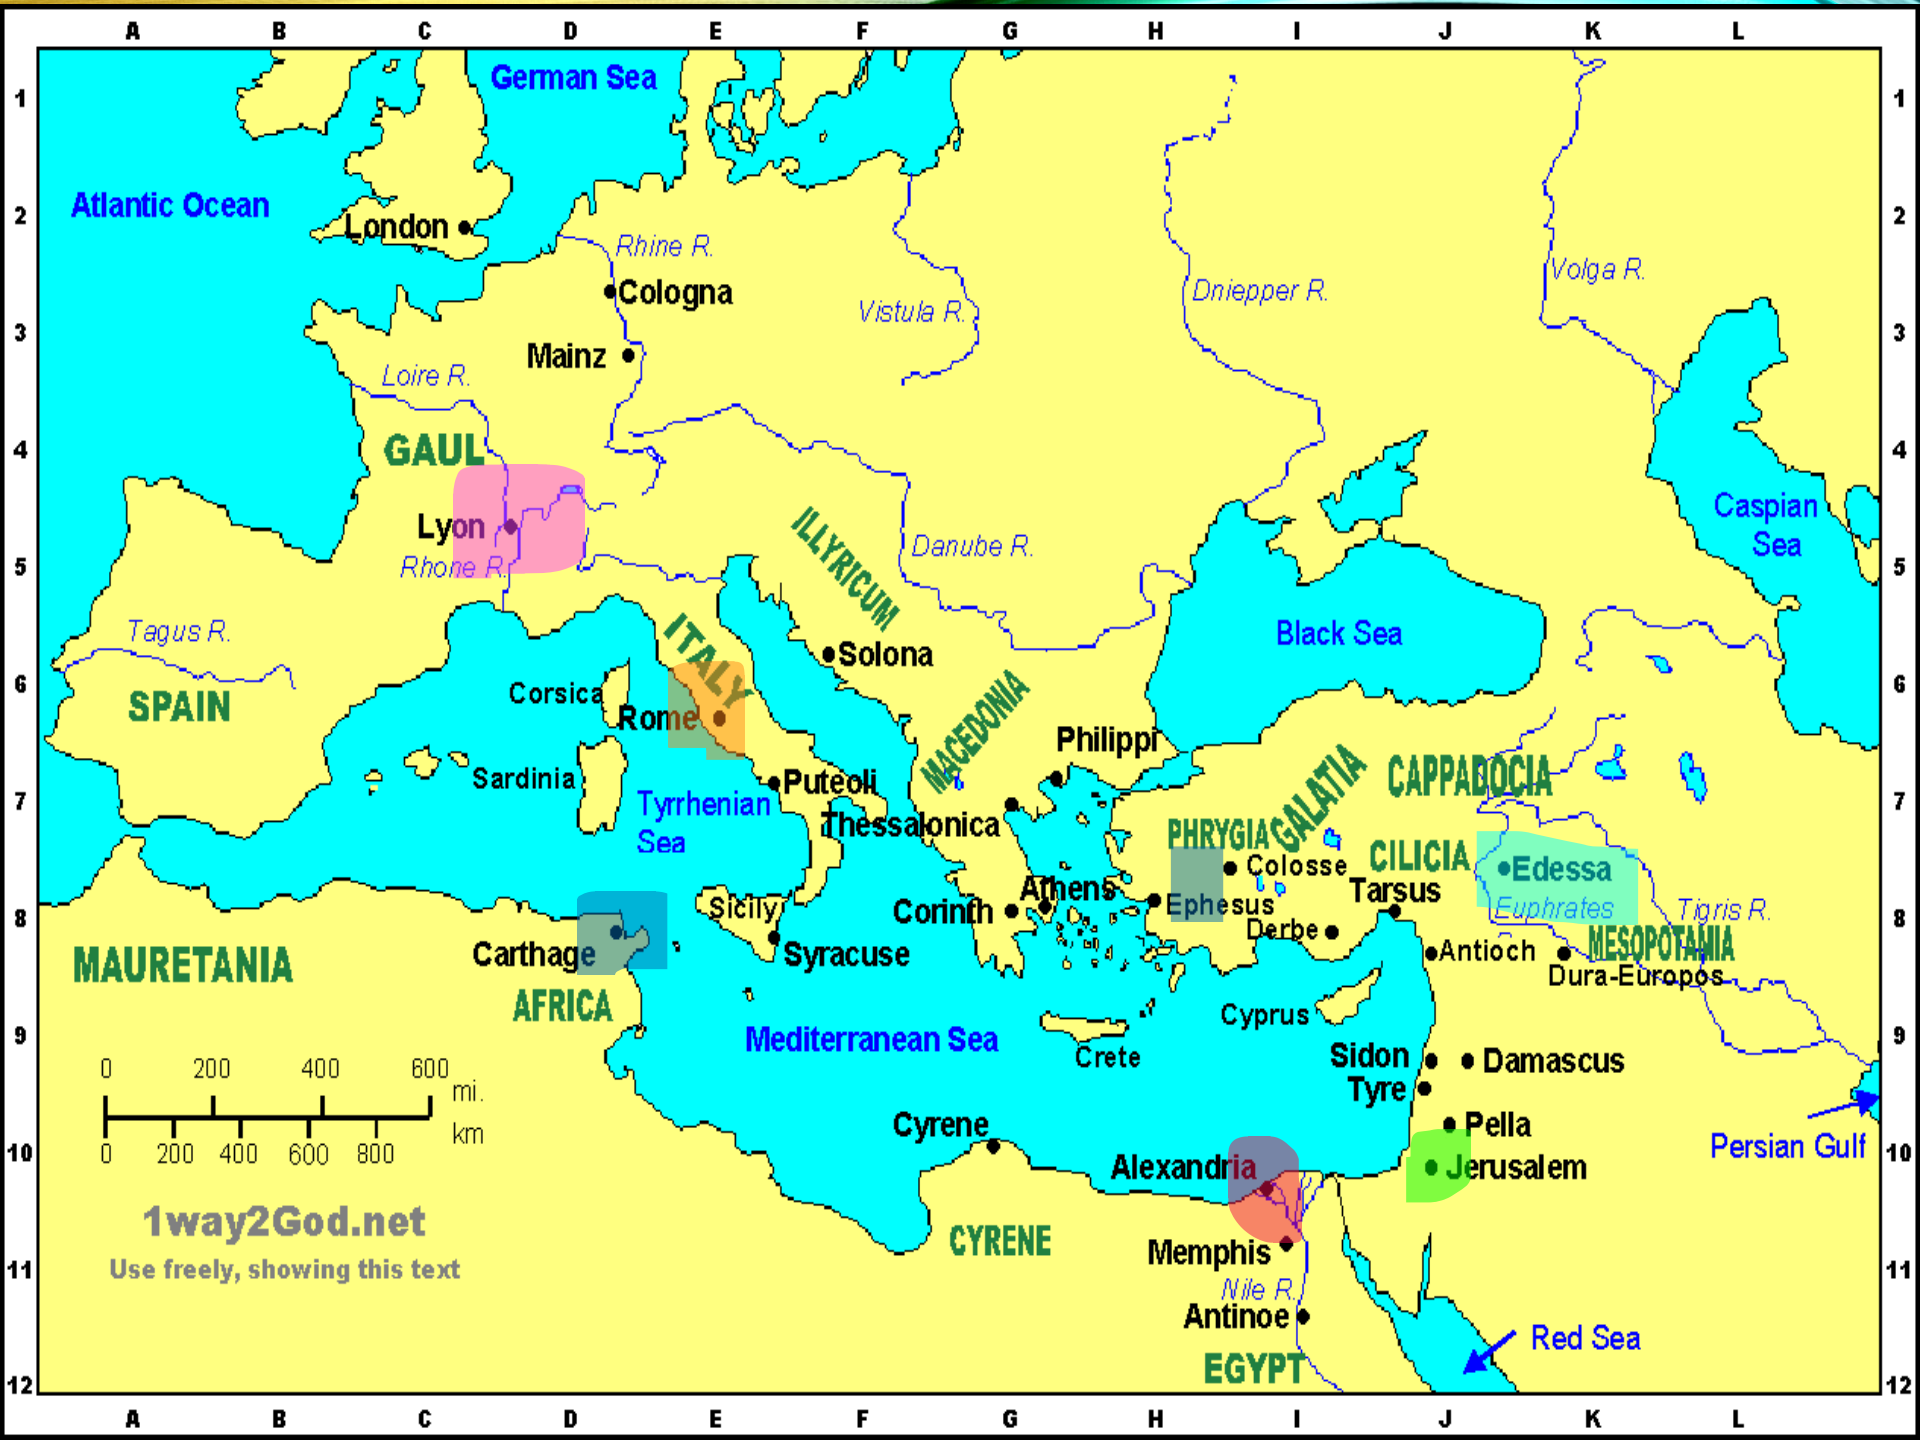 A B C D E F G H I J K L
German Sea
1 1
Atlantic Ocean
2 2
London
Rhine R.
Volga R.
Cologna
Dniepper R.
Vistula R.
3 3
Mainz
Loire R.
4 4
GAUL
Caspian
Sea
Lyon
ILLYRICUM
Danube R.
Rhone R.
5 5
Tagus R.
Black Sea
ITALY
Solona
6 6
Corsica
SPAIN
Rome
MACEDONIA
Philippi
Sardinia
Puteoli
GALATIA
CAPPADOCIA
7 7
Tyrrhenian
Sea
Thessalonica
PHRYGIA
CILICIA
Colosse
Edessa
Athens
Tarsus
Sicily
Corinth
Ephesus
Euphrates
Tigris R.
8 8
Derbe
MESOPOTAMIA
Carthage
Syracuse
Antioch
MAURETANIA
Dura-Europos
AFRICA
Cyprus
9 9
Mediterranean Sea
Crete
Sidon
Damascus
0 200 400 600
mi.
Tyre
Cyrene
Pella
km
0 200 400 600 800
Persian Gulf
10 10
Alexandria
Jerusalem
1way2God.net
CYRENE
Memphis
Use freely, showing this text
11 11
Nile R.
Antinoe
Red Sea
EGYPT
12 12
A B C D E F G H I J K L